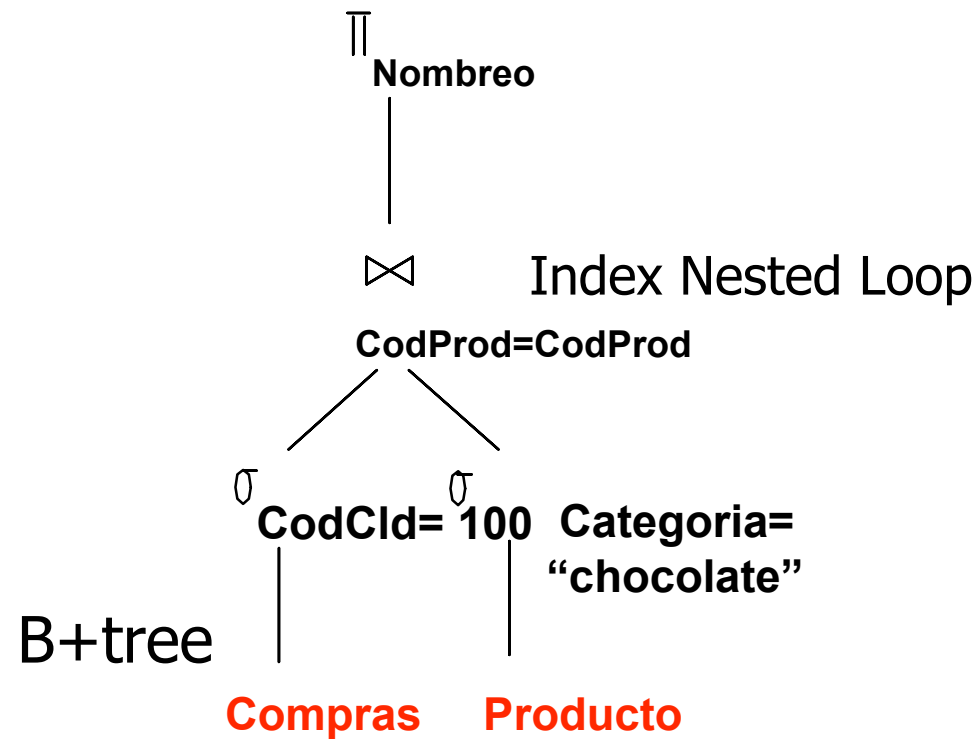 π
Nombreo
⋈ Index Nested Loop
CodProd=CodProd
σ σ
CodCld= 100 Categoria=
“chocolate”
B+tree
Compras Producto